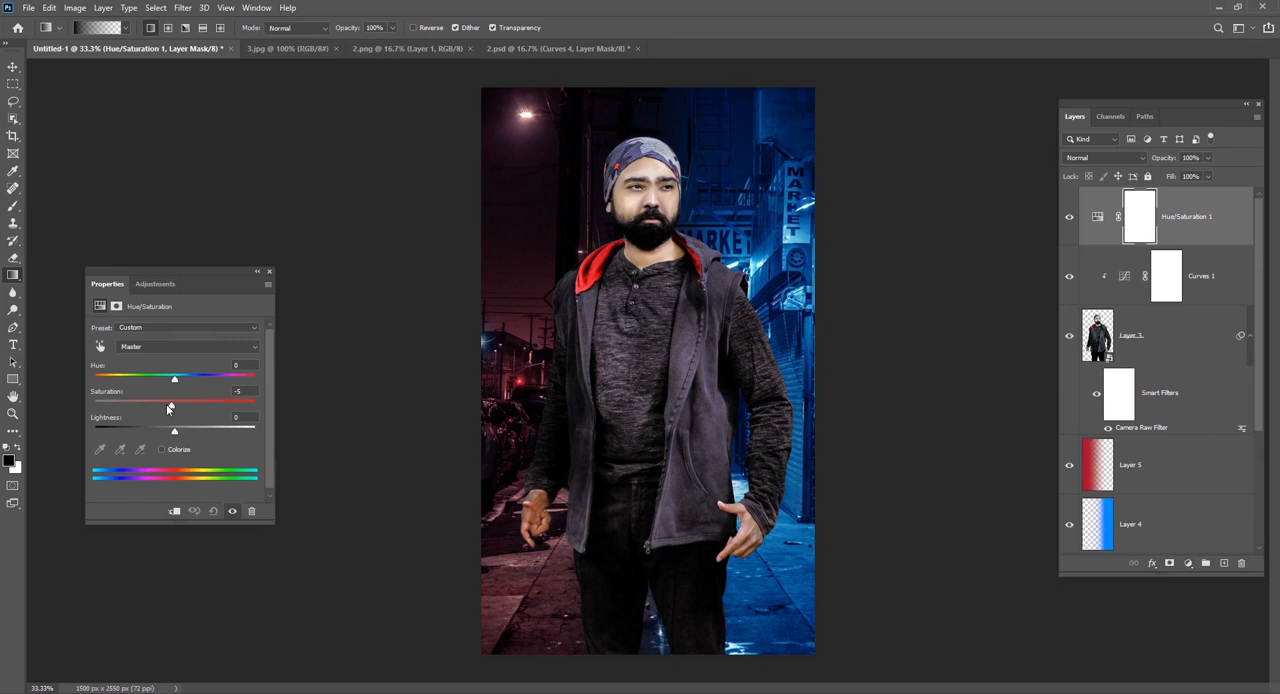 Ps File Edit Image Layer Type Select Filter 3D View Window Help
Mode: Normal Opacity: 100% Reverse Dither Transparency
Untitled-1 @ 33.3% (Hue/Saturation 1, Layer Mask/8) * × 3.jpg @ 100% (RGB/8#) × 2.png @ 16.7% (Layer 1, RGB/8) × 2.psd @ 16.7% (Curves 4, Layer Mask/8) * ×
Properties Adjustments
Hue/Saturation
Preset: Custom
Master
Hue: 0
Saturation: -5
Lightness: 0
Colorize
MARKET
MARKET
Layers Channels Paths
Kind
Normal Opacity: 100%
Lock: Fill: 100%
Hue/Saturation 1
Curves 1
Layer 3
Smart Filters
Camera Raw Filter
Layer 5
Layer 4
fx
33.33% 1500 px x 2550 px (72 ppi)